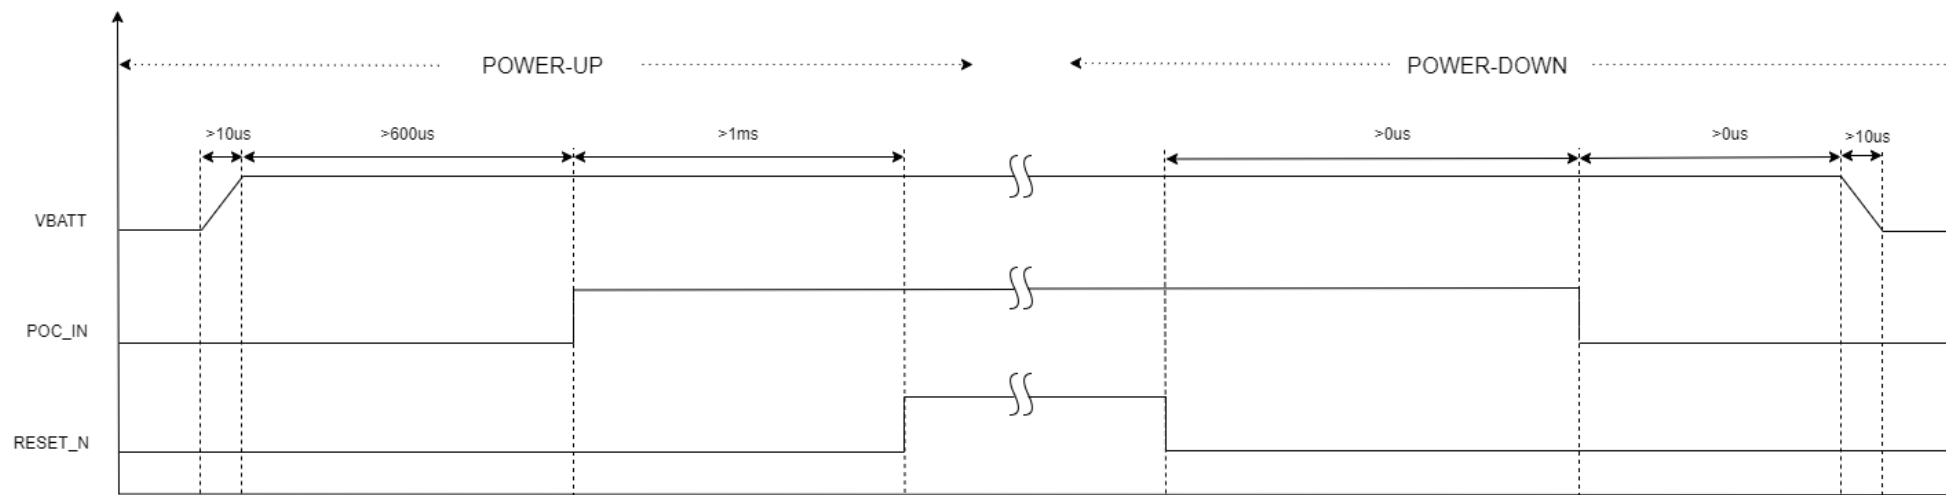 POWER-UP
POWER-DOWN
>10us
>600us
>1ms
>0us
>0us
>10us
VBATT
POC_IN
RESET_N